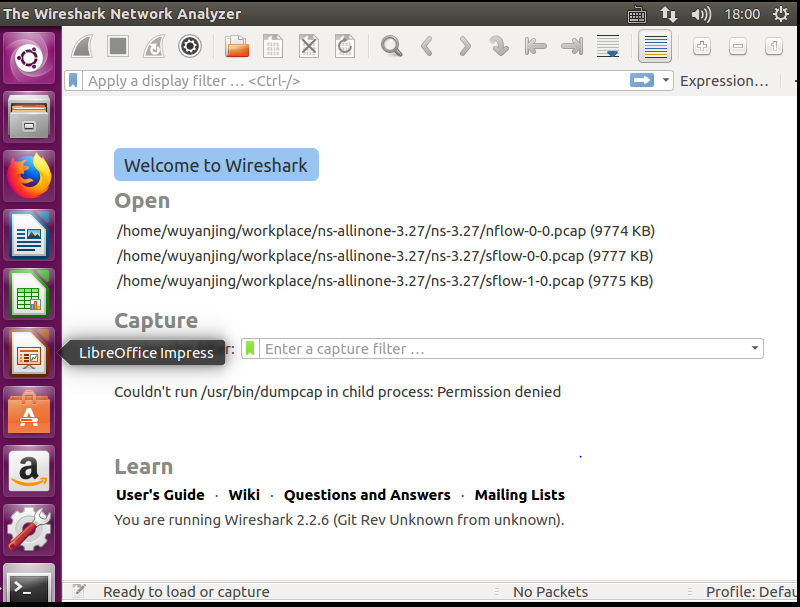 The Wireshark Network Analyzer
18:00
Apply a display filter … <Ctrl-/>
Expression…
Welcome to Wireshark
Open
/home/wuyanjing/workplace/ns-allinone-3.27/ns-3.27/nflow-0-0.pcap (9774 KB)
/home/wuyanjing/workplace/ns-allinone-3.27/ns-3.27/sflow-0-0.pcap (9777 KB)
/home/wuyanjing/workplace/ns-allinone-3.27/ns-3.27/sflow-1-0.pcap (9775 KB)
Capture
LibreOffice Impress
Enter a capture filter …
Couldn't run /usr/bin/dumpcap in child process: Permission denied
Learn
User's Guide · Wiki · Questions and Answers · Mailing Lists
You are running Wireshark 2.2.6 (Git Rev Unknown from unknown).
Ready to load or capture
No Packets
Profile: Defau